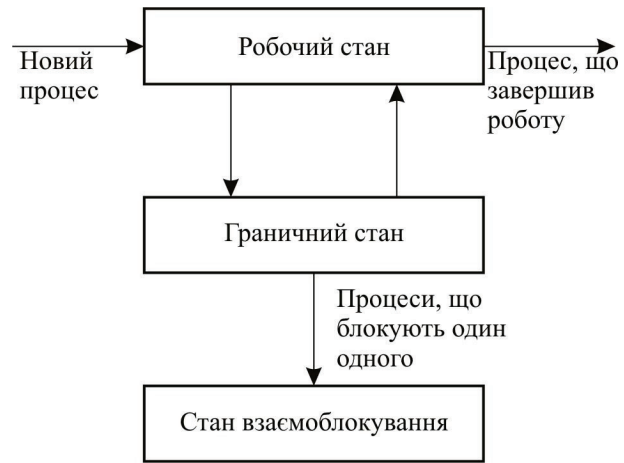 Робочий стан
Новий
процес
Процес, що
завершив
роботу
Граничний стан
Процеси, що
блокують один
одного
Стан взаємоблокування